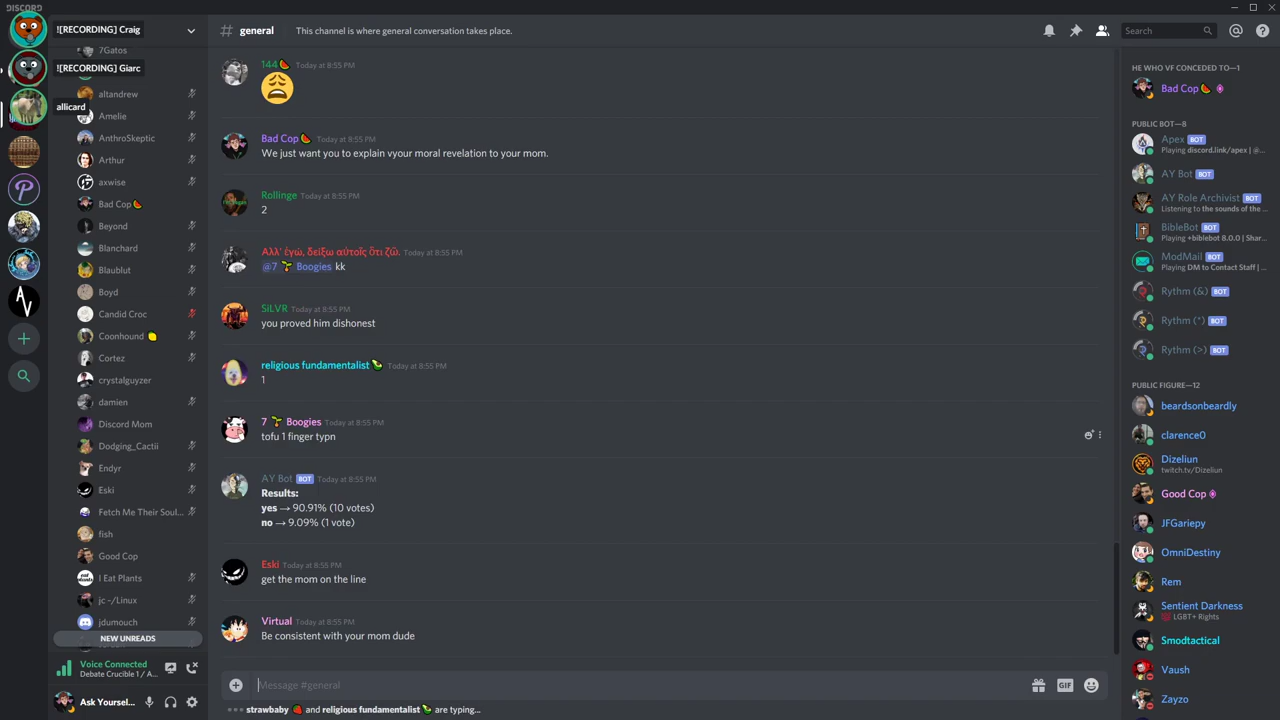 DISCORD
![RECORDING] Craig
![RECORDING] Giarc
allicard
7Gatos
altandrew
Amelie
AnthroSkeptic
Arthur
axwise
Bad Cop 🍉
Beyond
Blanchard
Blaublut
Boyd
Candid Croc
Coonhound 🍋
Cortez
crystalguyzer
damien
Discord Mom
Dodging_Cactii
Endyr
Eski
Fetch Me Their Soul...
fish
Good Cop
I Eat Plants
jc ~/Linux
jdumouch
NEW UNREADS
Voice Connected
Debate Crucible 1 / A...
Ask Yoursel...
# general
This channel is where general conversation takes place.
Search
144🍉 Today at 8:55 PM
😩
Bad Cop 🍉 Today at 8:55 PM
We just want you to explain vyour moral revelation to your mom.
Rollinge Today at 8:55 PM
2
Ἀλλ' ἐγώ, δείξω αὐτοῖς ὅτι ζῶ. Today at 8:55 PM
@7 🌱 Boogies kk
SiLVR Today at 8:55 PM
you proved him dishonest
religious fundamentalist Today at 8:55 PM
1
7 🌱 Boogies Today at 8:55 PM
tofu 1 finger typn
AY Bot BOT Today at 8:55 PM
Results:
yes → 90.91% (10 votes)
no → 9.09% (1 vote)
Eski Today at 8:55 PM
get the mom on the line
Virtual Today at 8:55 PM
Be consistent with your mom dude
Message #general
GIF
strawbaby 🍓 and religious fundamentalist are typing...
HE WHO VF CONCEDED TO—1
Bad Cop 🍉
PUBLIC BOT—8
Apex BOT
Playing discord.link/apex | @...
AY Bot BOT
AY Role Archivist BOT
Listening to the sounds of the ...
BibleBot BOT
Playing +biblebot 8.0.0 | Shar...
ModMail BOT
Playing DM to Contact Staff | ...
Rythm (&) BOT
Rythm (*) BOT
Rythm (>) BOT
PUBLIC FIGURE—12
beardsonbeardly
clarence0
Dizeliun
twitch.tv/Dizeliun
Good Cop
JFGariepy
OmniDestiny
Rem
Sentient Darkness
LGBT+ Rights
Smodtactical
Vaush
Zayzo